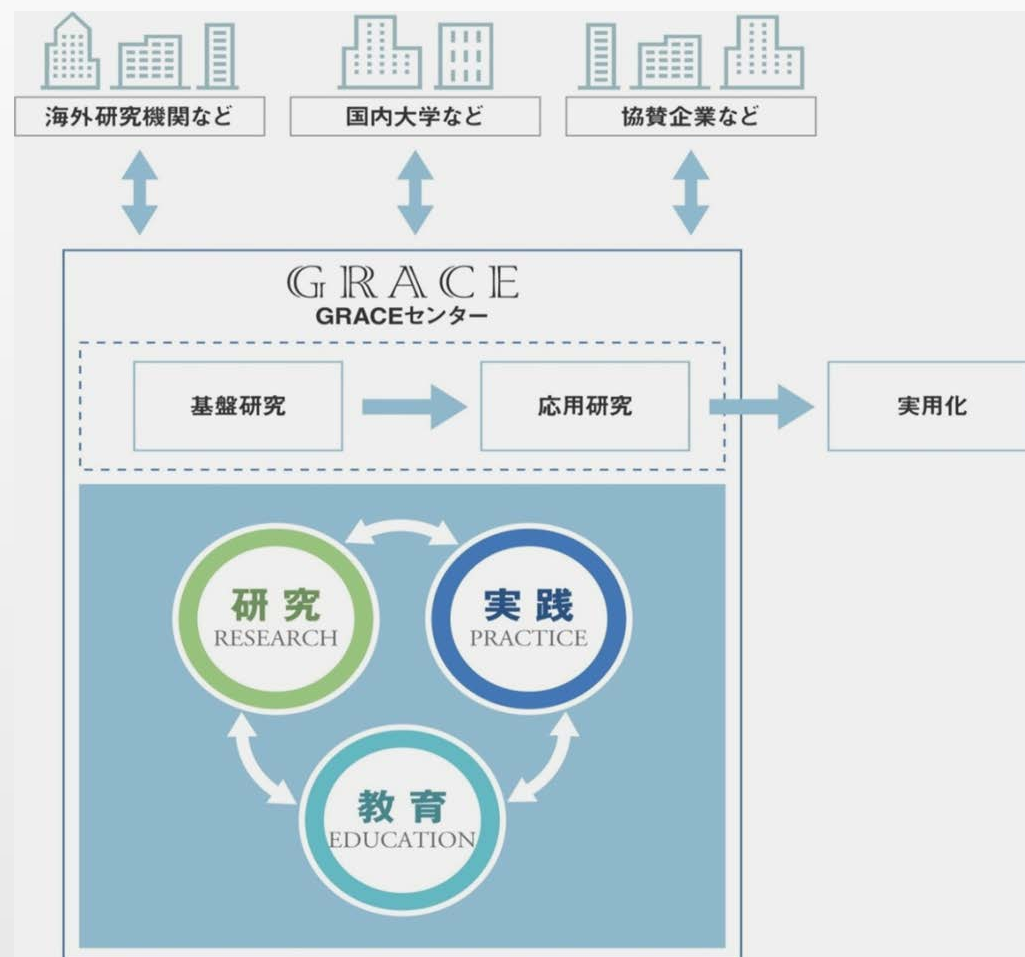 海外研究機関など
国内大学など
協賛企業など
GRACE
GRACEセンター
基盤研究
応用研究
実用化
研究
RESEARCH
実践
PRACTICE
教育
EDUCATION